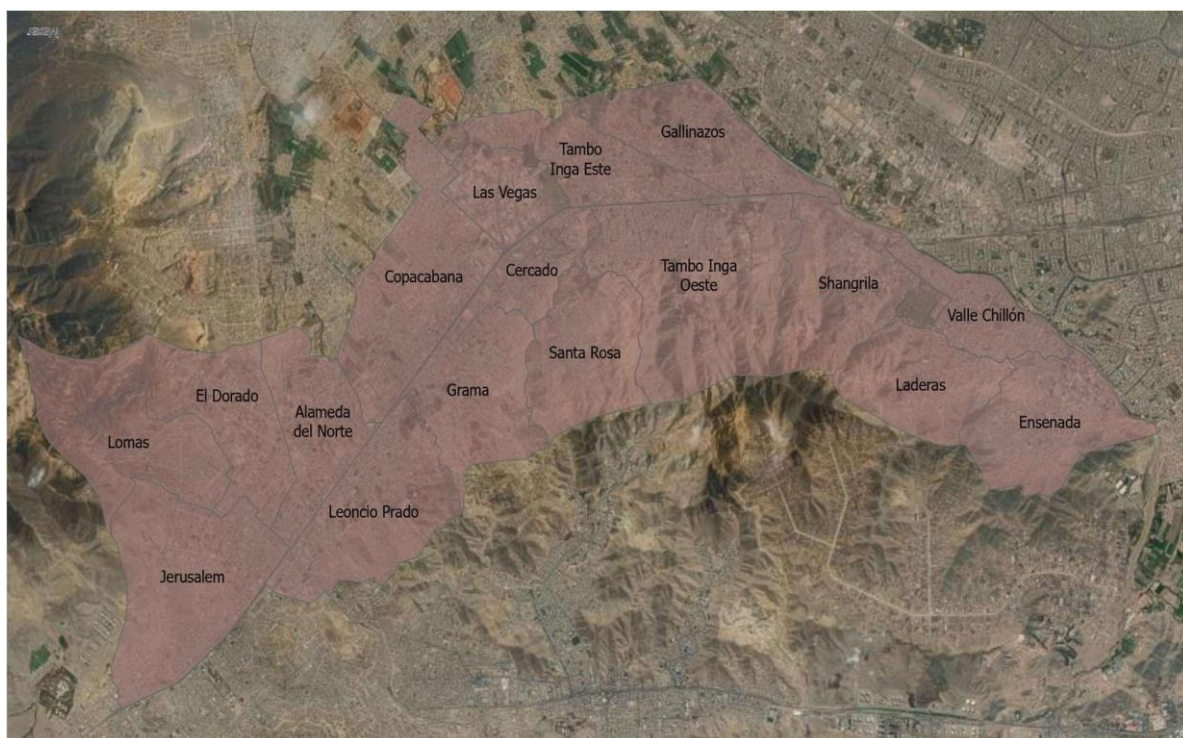 Maxar
Gallinazos
Tambo
Inga Este
Las Vegas
Copacabana
Cercado
Tambo Inga
Oeste
Shangrila
Valle Chillón
Santa Rosa
Grama
Laderas
El Dorado
Alameda
del Norte
Ensenada
Lomas
Leoncio Prado
Jerusalem